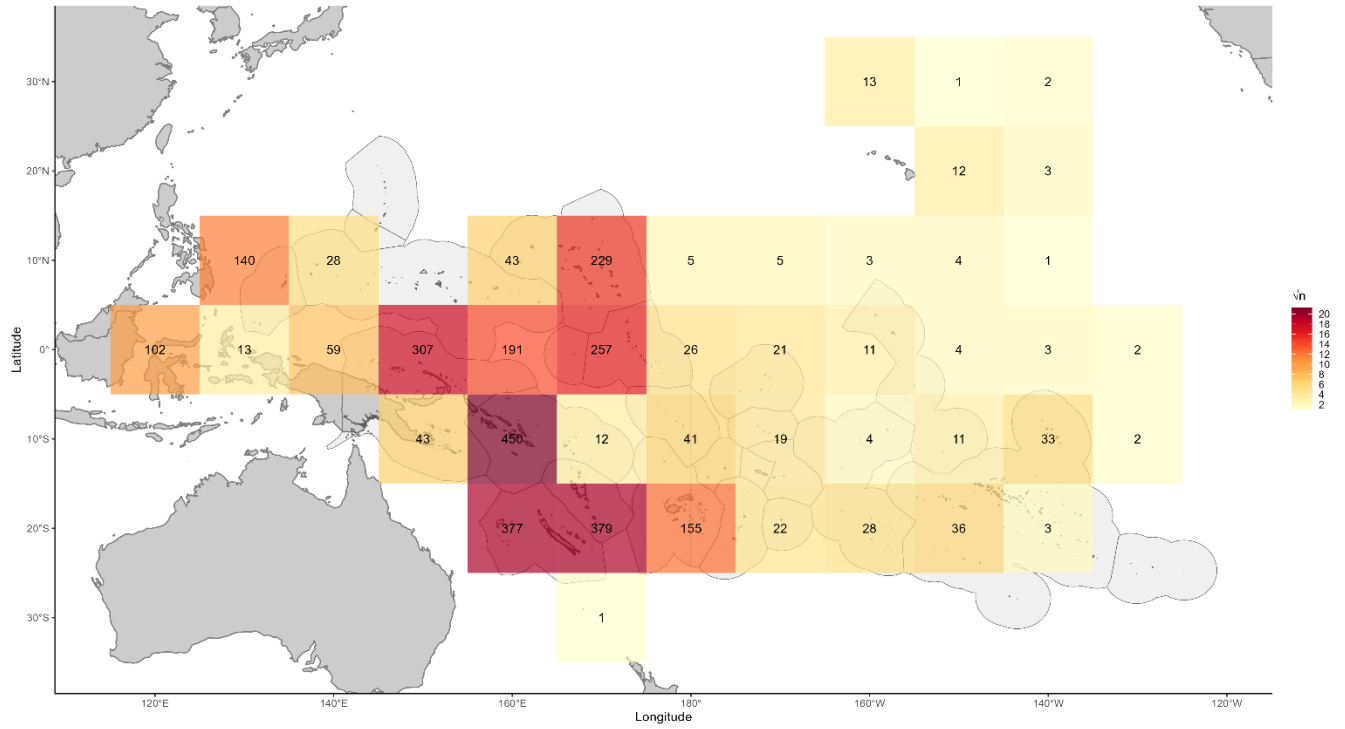 30°N
20°N
10°N
0°
10°S
20°S
30°S
Latitude
13 1 2
12 3
140 28 43 229 5 5 3 4 1
102 13 59 307 191 257 26 21 11 4 3 2
43 450 12 41 19 4 11 33 2
377 379 155 22 28 36 3
1
120°E 140°E 160°E 180° 160°W 140°W 120°W
Longitude
√n
20
18
16
14
12
10
8
6
4
2